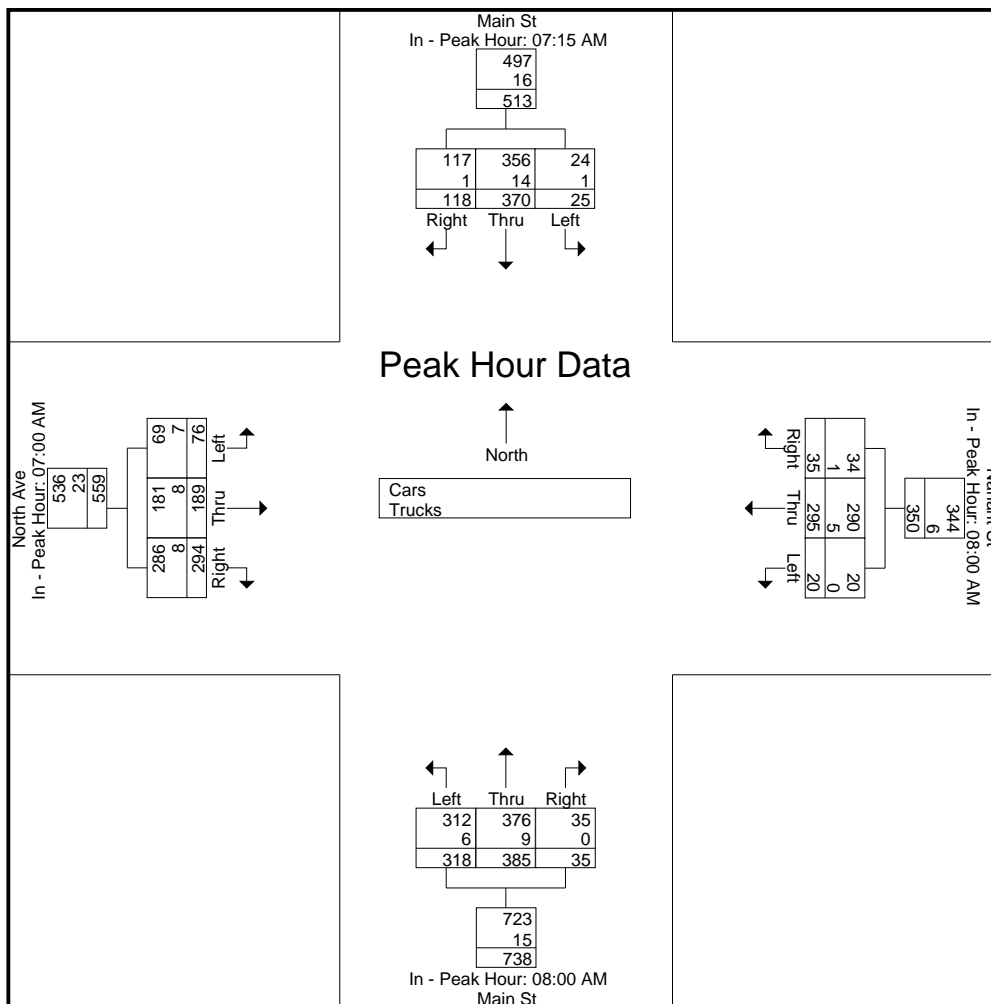 Main St
In - Peak Hour: 07:15 AM
497
16
513
117 356 24
1 14 1
118 370 25
Right Thru Left
Peak Hour Data
North
Cars
Trucks
North Ave
In - Peak Hour: 07:00 AM
536
23
559
69 7 76
Left
181 8 189
Thru
286 8 294
Right
In - Peak Hour: 08:00 AM
344
6
350
34 1 35
Right
290 5 295
Thru
20 0 20
Left
Left Thru Right
312 376 35
6 9 0
318 385 35
723
15
738
In - Peak Hour: 08:00 AM
Main St